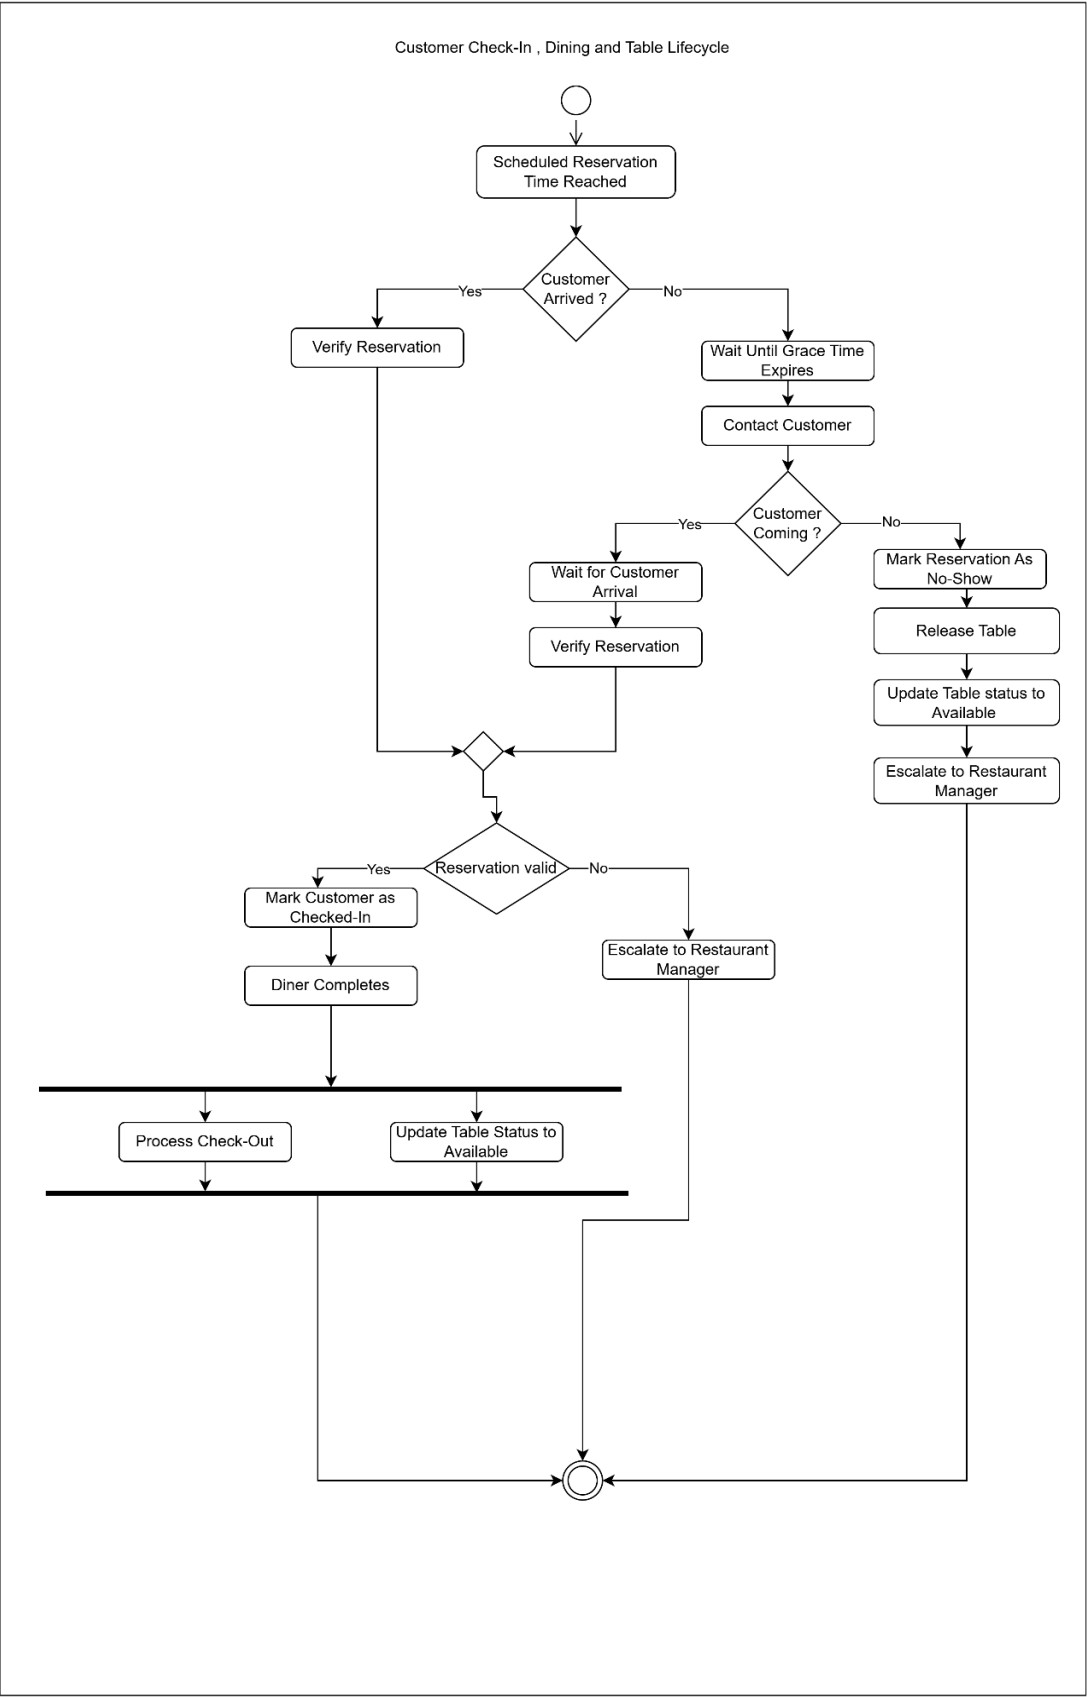 Customer Check-In , Dining and Table Lifecycle
Scheduled Reservation
Time Reached
Customer
Arrived ?
Yes
No
Verify Reservation
Wait Until Grace Time
Expires
Contact Customer
Customer
Coming ?
Yes
No
Wait for Customer
Arrival
Mark Reservation As
No-Show
Verify Reservation
Release Table
Update Table status to
Available
Escalate to Restaurant
Manager
Reservation valid
Yes
No
Mark Customer as
Checked-In
Escalate to Restaurant
Manager
Diner Completes
Process Check-Out
Update Table Status to
Available